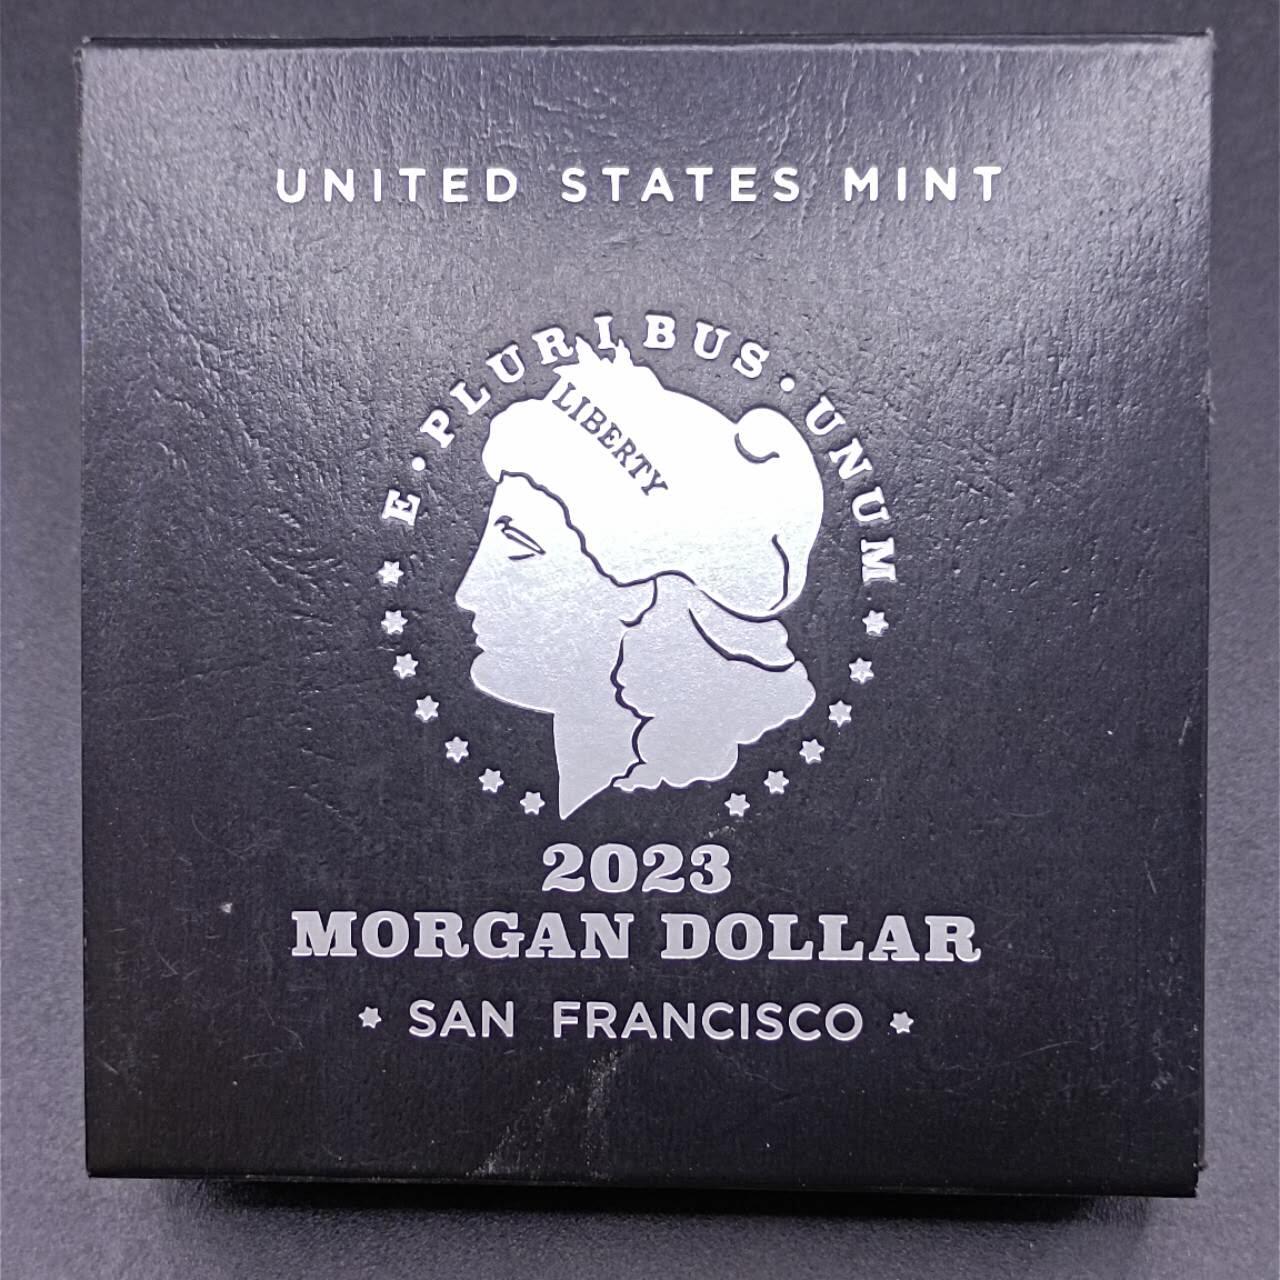 UNITED STATES MINT
E·PLURIBUS·UNUM
LIBERTY
2023
MORGAN DOLLAR
SAN FRANCISCO